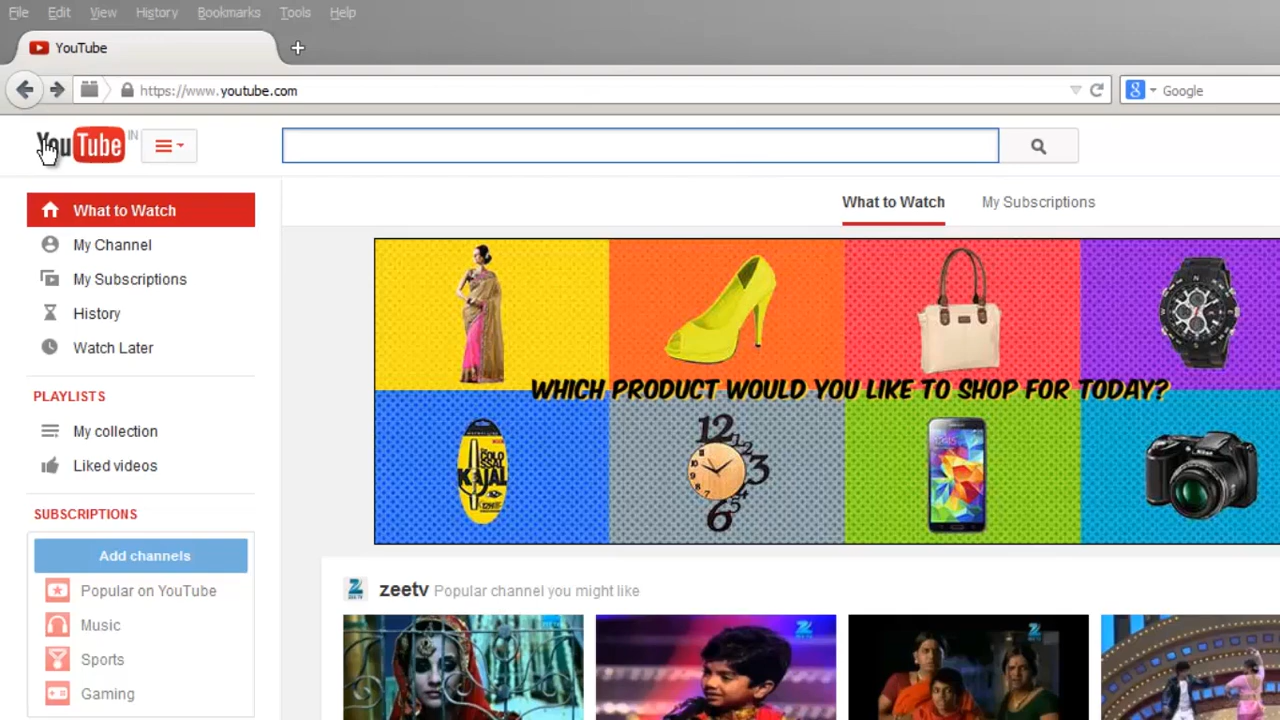 File Edit View History Bookmarks Tools Help
YouTube
https://www.youtube.com
Google
YouTube IN
What to Watch
My Channel
My Subscriptions
History
Watch Later
PLAYLISTS
My collection
Liked videos
SUBSCRIPTIONS
Add channels
Popular on YouTube
Music
Sports
Gaming
What to Watch My Subscriptions
WHICH PRODUCT WOULD YOU LIKE TO SHOP FOR TODAY?
COLOSSAL
KAJAL
12
3
6
zeetv Popular channel you might like